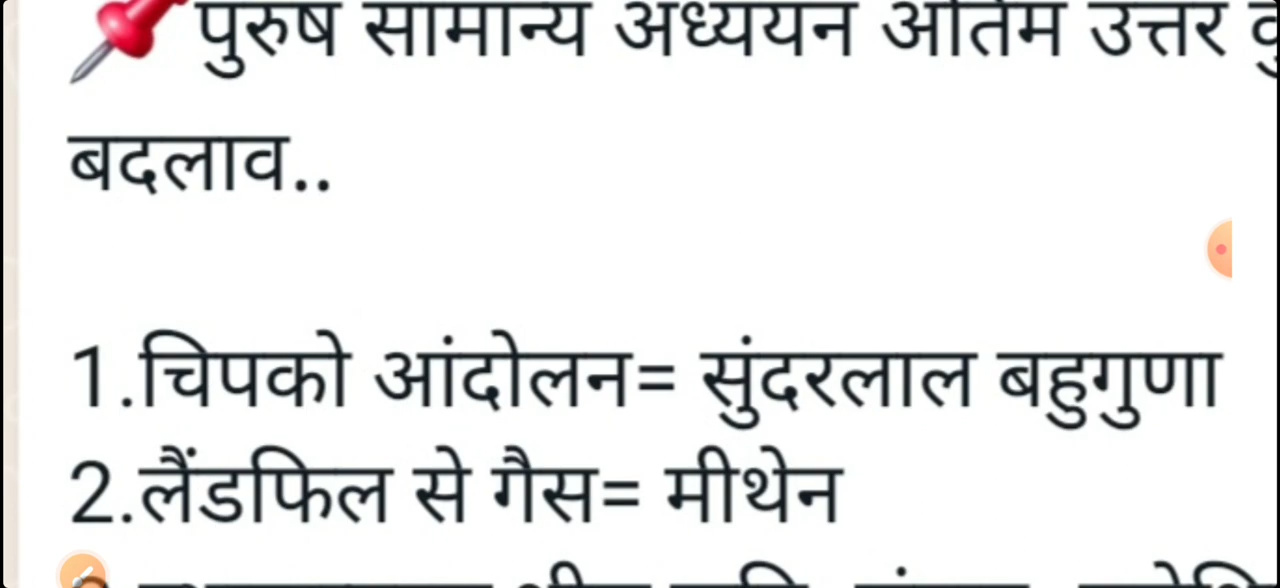 पुरुष सामान्य अध्ययन अंतिम उत्तर
बदलाव..
1.चिपको आंदोलन= सुंदरलाल बहुगुणा
2.लैंडफिल से गैस= मीथेन